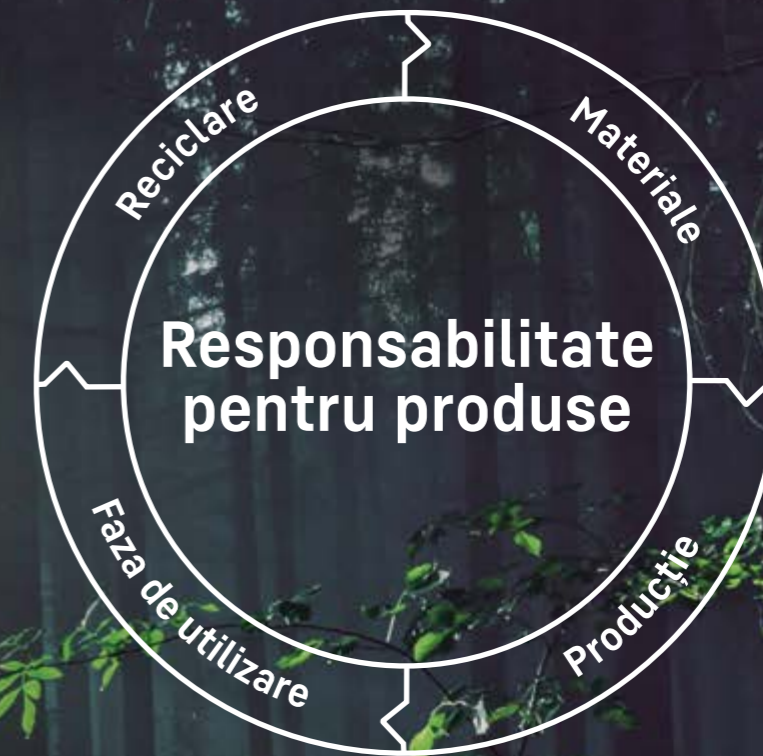 Responsabilitate
pentru produse
Materiale
Producție
Faza de utilizare
Reciclare